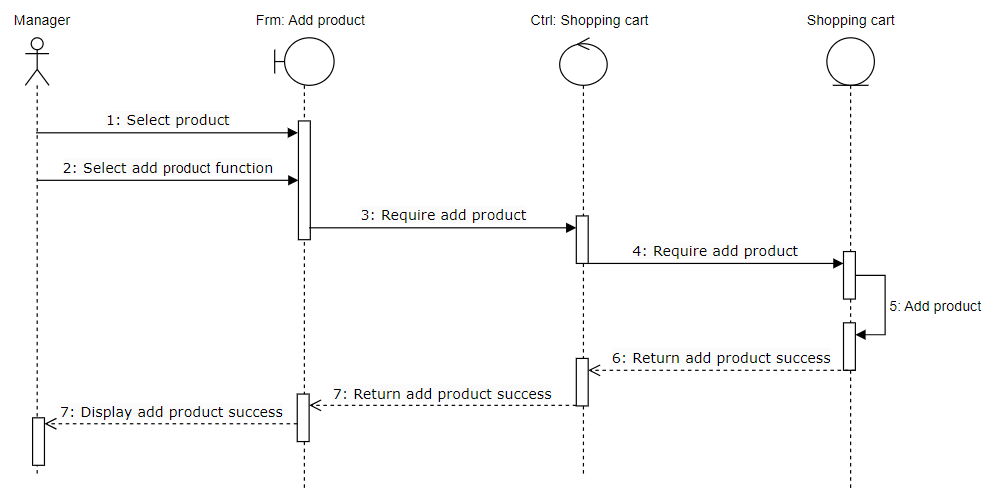 Manager
Frm: Add product
Ctrl: Shopping cart
Shopping cart
1: Select product
2: Select add product function
3: Require add product
4: Require add product
5: Add product
6: Return add product success
7: Return add product success
7: Display add product success